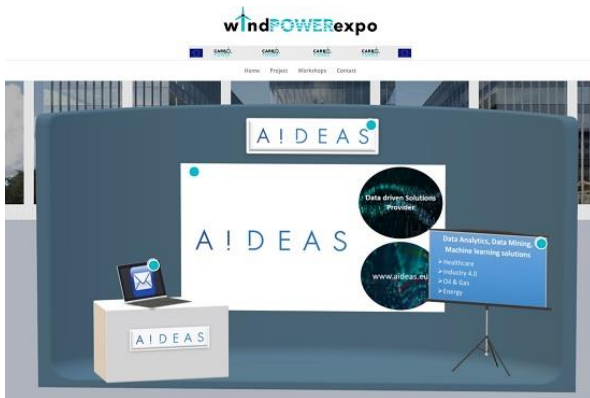 windPOWERexpo
Home Project Workshops Contact
A!DEAS
A!DEAS
Data driven Solutions
Provider
www.aideas.eu
Data Analytics, Data Mining,
Machine learning solutions
➢Healthcare
➢Industry 4.0
➢Oil & Gas
➢Energy
A!DEAS